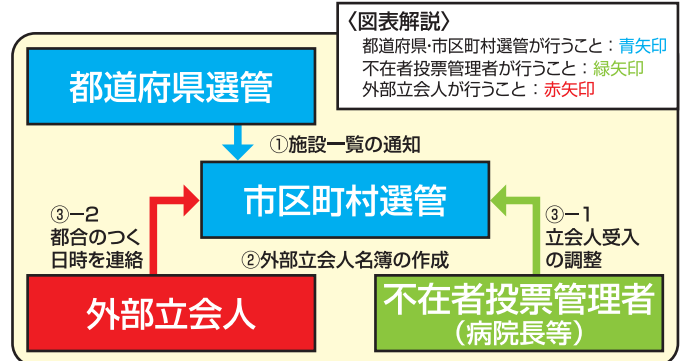 〈図表解説〉
都道府県･市区町村選管が行うこと：青矢印
不在者投票管理者が行うこと：緑矢印
外部立会人が行うこと：赤矢印
都道府県選管
①施設一覧の通知
市区町村選管
③−2
都合のつく
日時を連絡
③−1
立会人受入
の調整
②外部立会人名簿の作成
外部立会人
不在者投票管理者
（病院長等）